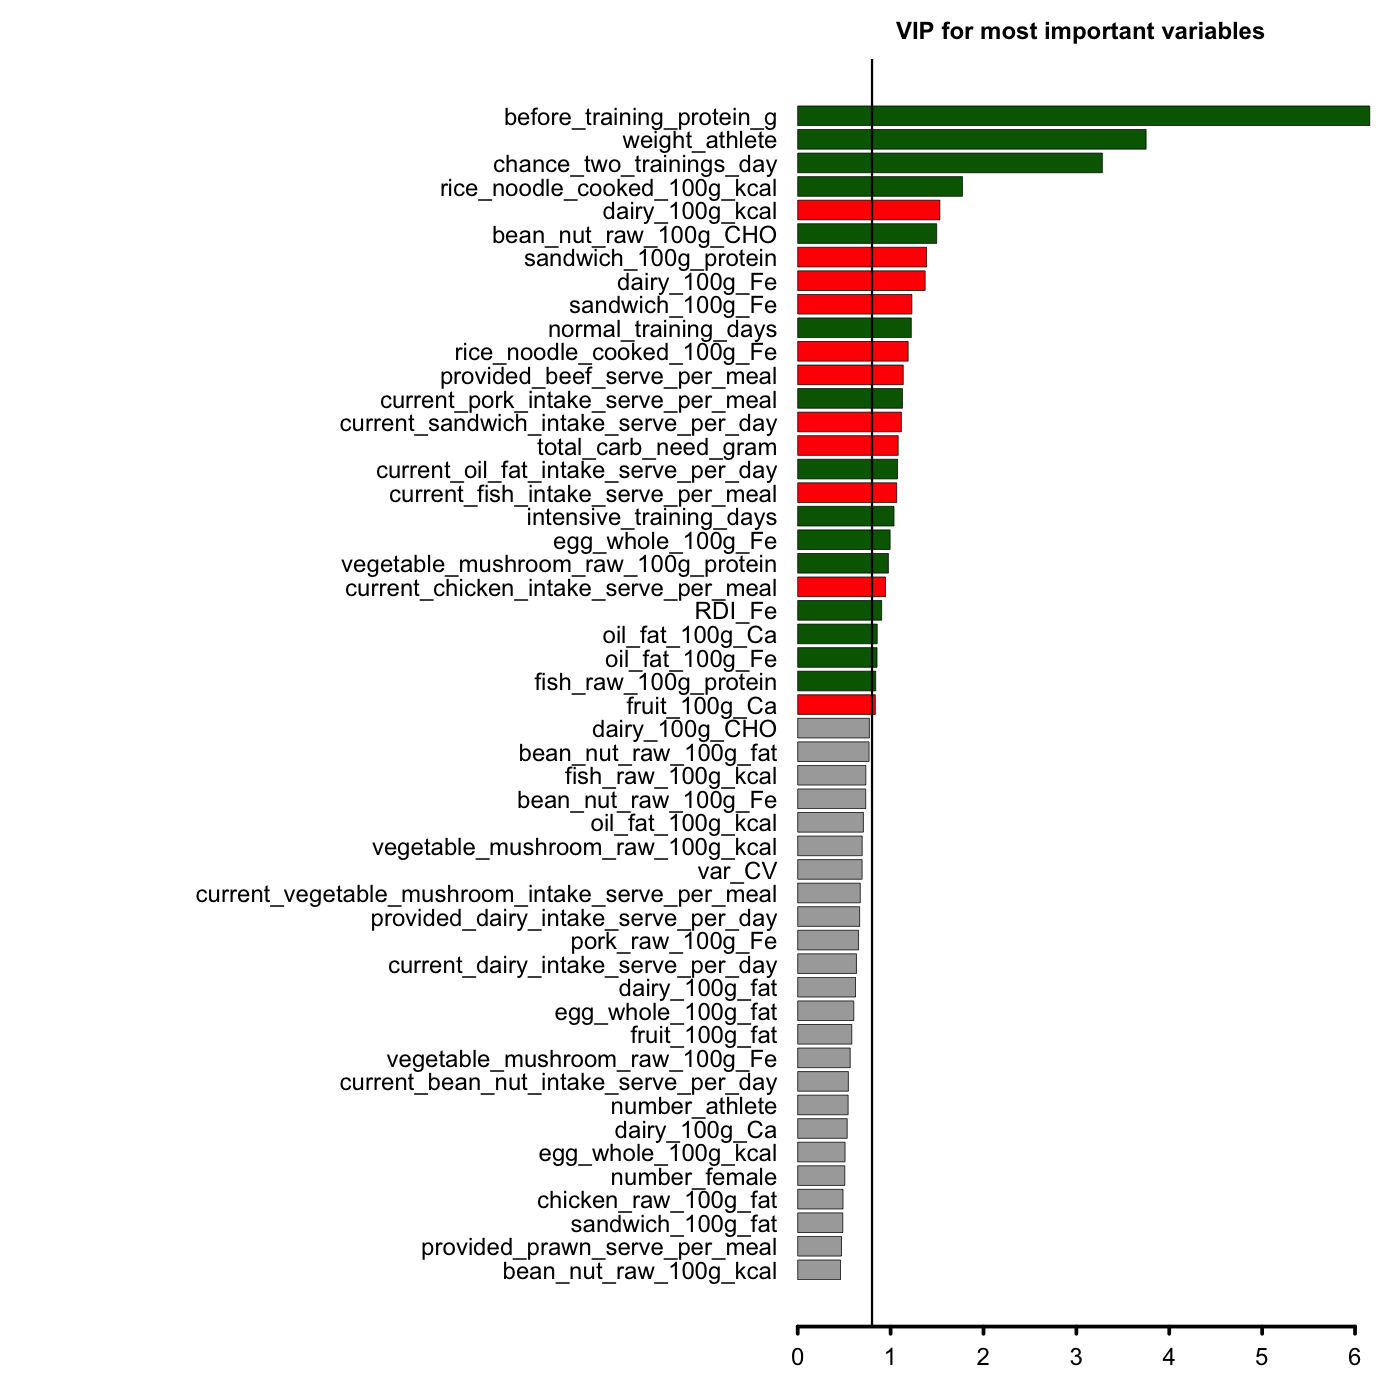 VIP for most important variables
before_training_protein_g
weight_athlete
chance_two_trainings_day
rice_noodle_cooked_100g_kcal
dairy_100g_kcal
bean_nut_raw_100g_CHO
sandwich_100g_protein
dairy_100g_Fe
sandwich_100g_Fe
normal_training_days
rice_noodle_cooked_100g_Fe
provided_beef_serve_per_meal
current_pork_intake_serve_per_meal
current_sandwich_intake_serve_per_day
total_carb_need_gram
current_oil_fat_intake_serve_per_day
current_fish_intake_serve_per_meal
intensive_training_days
egg_whole_100g_Fe
vegetable_mushroom_raw_100g_protein
current_chicken_intake_serve_per_meal
RDI_Fe
oil_fat_100g_Ca
oil_fat_100g_Fe
fish_raw_100g_protein
fruit_100g_Ca
dairy_100g_CHO
bean_nut_raw_100g_fat
fish_raw_100g_kcal
bean_nut_raw_100g_Fe
oil_fat_100g_kcal
vegetable_mushroom_raw_100g_kcal
var_CV
current_vegetable_mushroom_intake_serve_per_meal
provided_dairy_intake_serve_per_day
pork_raw_100g_Fe
current_dairy_intake_serve_per_day
dairy_100g_fat
egg_whole_100g_fat
fruit_100g_fat
vegetable_mushroom_raw_100g_Fe
current_bean_nut_intake_serve_per_day
number_athlete
dairy_100g_Ca
egg_whole_100g_kcal
number_female
chicken_raw_100g_fat
sandwich_100g_fat
provided_prawn_serve_per_meal
bean_nut_raw_100g_kcal
0 1 2 3 4 5 6